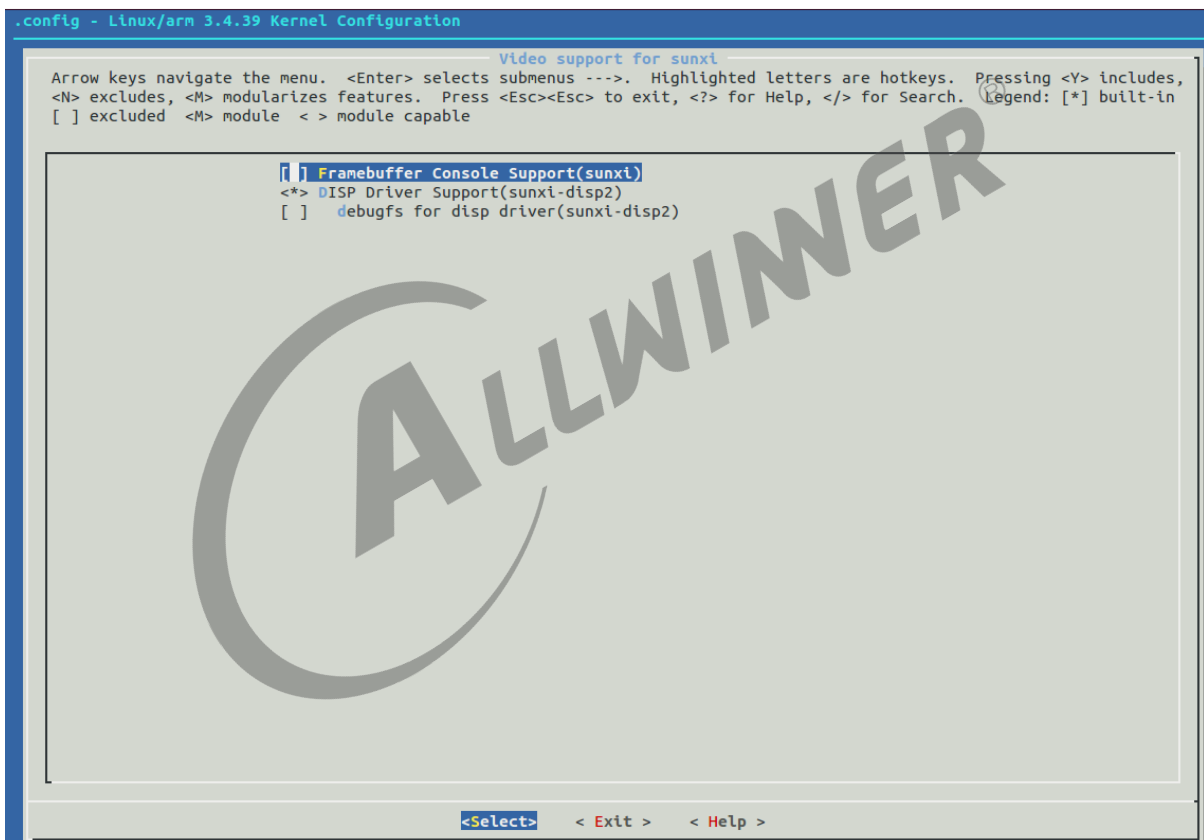 .config - Linux/arm 3.4.39 Kernel Configuration
Video support for sunxi
Arrow keys navigate the menu. <Enter> selects submenus --->. Highlighted letters are hotkeys. Pressing <Y> includes,
<N> excludes, <M> modularizes features. Press <Esc><Esc> to exit, <?> for Help, </> for Search. Legend: [*] built-in
[ ] excluded <M> module < > module capable
[ ] Framebuffer Console Support(sunxi)
<*> DISP Driver Support(sunxi-disp2)
[ ] debugfs for disp driver(sunxi-disp2)
ALLWINNER®
<Select> < Exit > < Help >